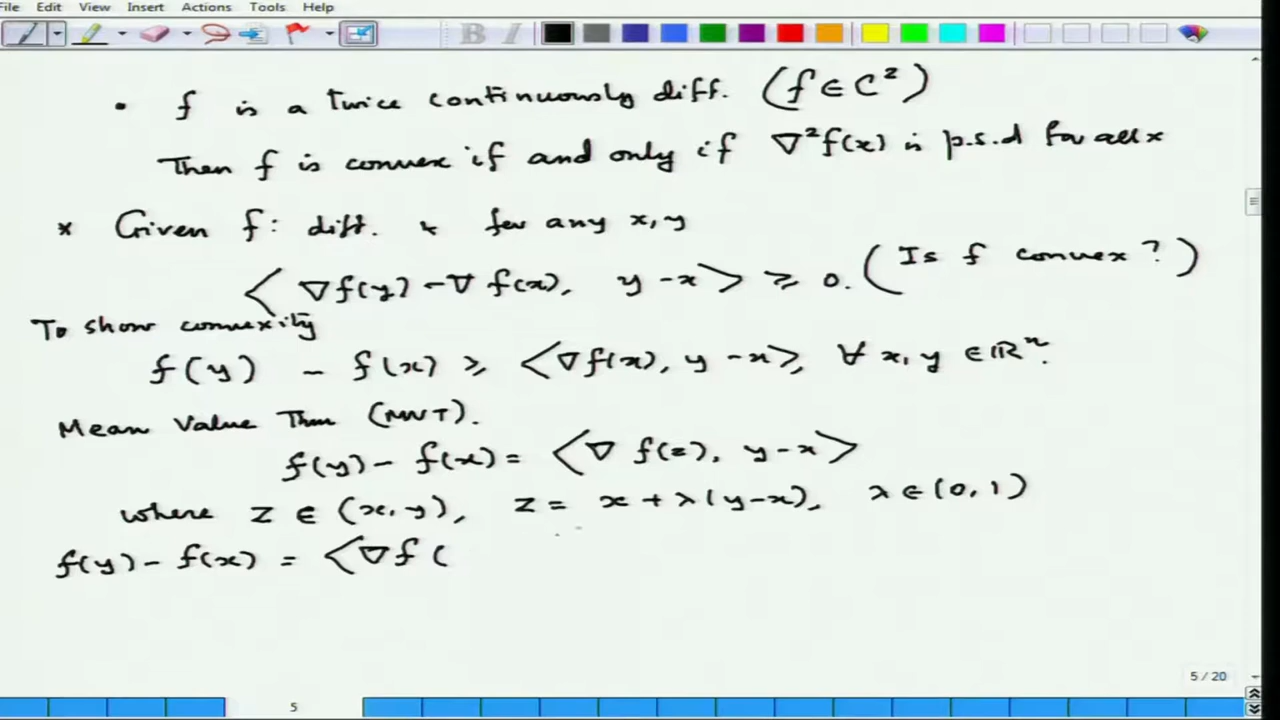 File Edit View Insert Actions Tools Help
• f is a twice continuously diff. (f ∈ C²)
Then f is convex if and only if ∇²f(x) is p.s.d for all x
* Given f: diff. & for any x, y
⟨∇f(y) - ∇f(x), y - x⟩ ≥ 0. (Is f convex?)
To show convexity
f(y) - f(x) ≥ ⟨∇f(x), y - x⟩, ∀ x, y ∈ ℝⁿ.
Mean Value Thm (MVT).
f(y) - f(x) = ⟨∇f(z), y - x⟩
where z ∈ (x, y), z = x + λ(y - x), λ ∈ (0, 1)
f(y) - f(x) = ⟨∇f (
5 / 20
5